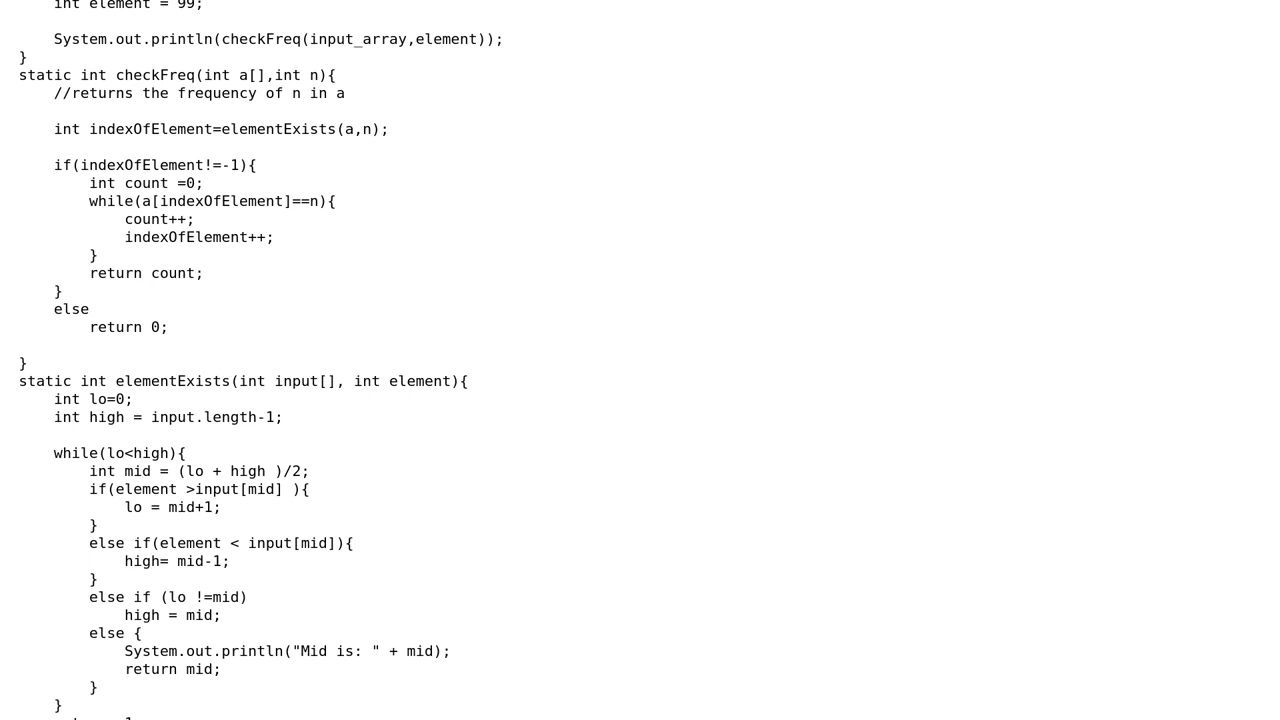 int element = 99;

    System.out.println(checkFreq(input_array,element));
}
static int checkFreq(int a[],int n){
    //returns the frequency of n in a

    int indexOfElement=elementExists(a,n);

    if(indexOfElement!=-1){
        int count =0;
        while(a[indexOfElement]==n){
            count++;
            indexOfElement++;
        }
        return count;
    }
    else
        return 0;

}
static int elementExists(int input[], int element){
    int lo=0;
    int high = input.length-1;

    while(lo<high){
        int mid = (lo + high )/2;
        if(element >input[mid] ){
            lo = mid+1;
        }
        else if(element < input[mid]){
            high= mid-1;
        }
        else if (lo !=mid)
            high = mid;
        else {
            System.out.println("Mid is: " + mid);
            return mid;
        }
    }